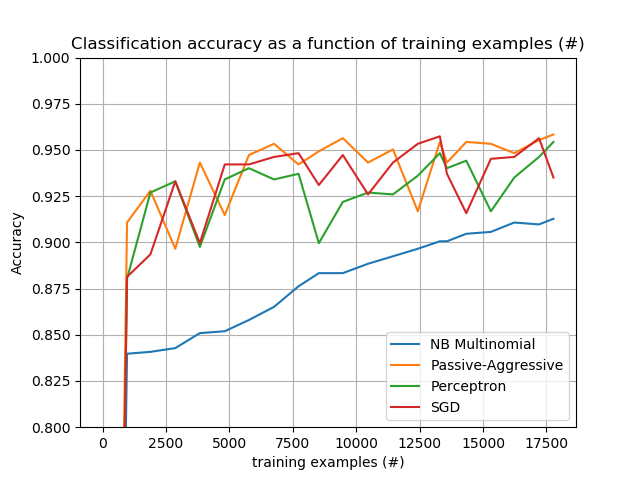 Classification accuracy as a function of training examples (#)
1.000
0.975
0.950
0.925
0.900
0.875
0.850
0.825
0.800
Accuracy
NB Multinomial
Passive-Aggressive
Perceptron
SGD
0 2500 5000 7500 10000 12500 15000 17500
training examples (#)